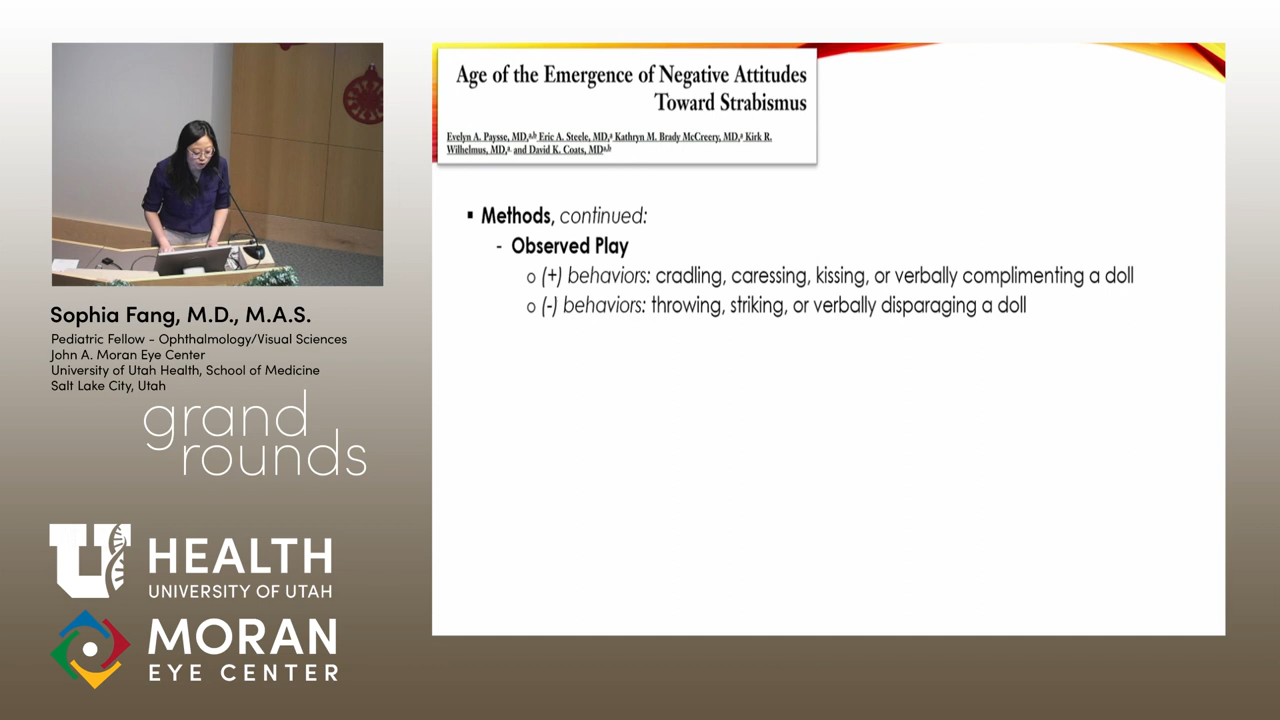 Sophia Fang, M.D., M.A.S.
Pediatric Fellow - Ophthalmology/Visual Sciences
John A. Moran Eye Center
University of Utah Health, School of Medicine
Salt Lake City, Utah
grand
rounds
U HEALTH
UNIVERSITY OF UTAH
MORAN
EYE CENTER
Age of the Emergence of Negative Attitudes
Toward Strabismus
Evelyn A. Paysse, MD,a,b Eric A. Steele, MD,a Kathryn M. Brady McCreery, MD,a Kirk R.
Wilhelmus, MD,a and David K. Coats, MDa,b
▪ Methods, continued:
- Observed Play
o (+) behaviors: cradling, caressing, kissing, or verbally complimenting a doll
o (-) behaviors: throwing, striking, or verbally disparaging a doll